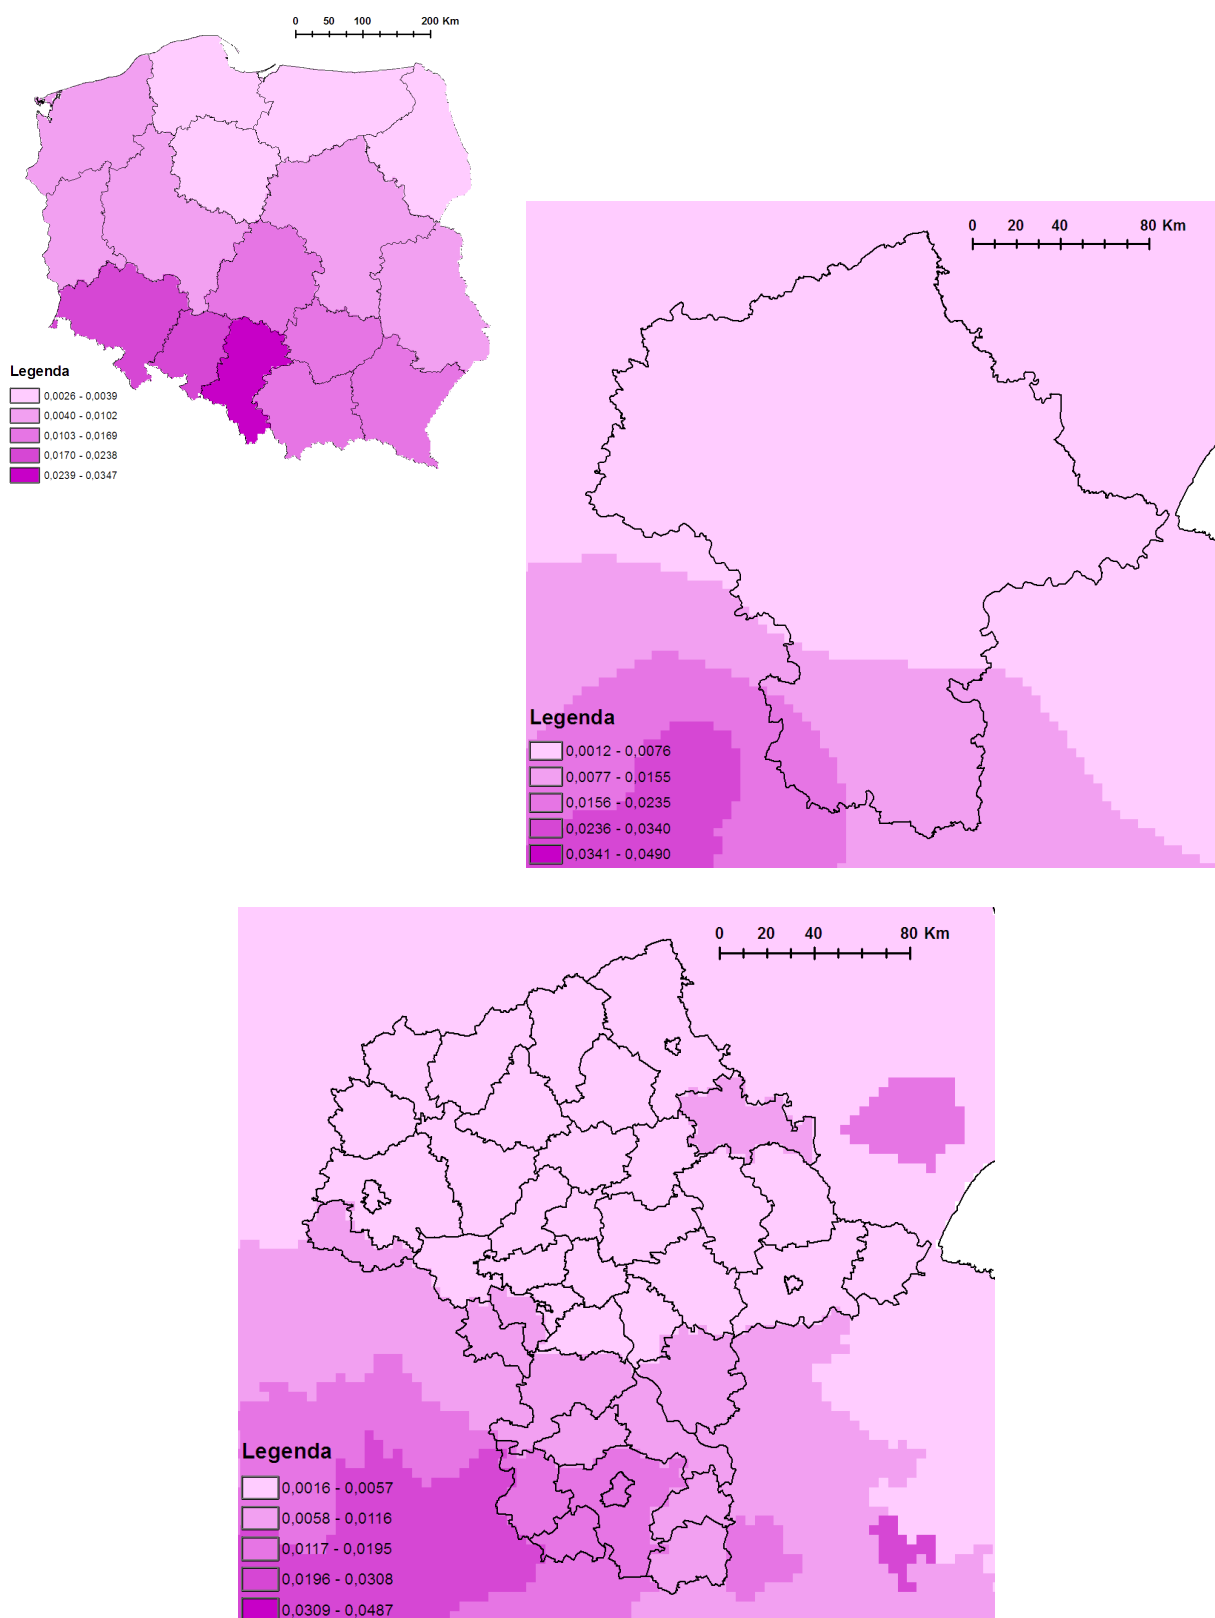 0 50 100 200 Km
Legenda
0,0026 - 0,0039
0,0040 - 0,0102
0,0103 - 0,0169
0,0170 - 0,0238
0,0239 - 0,0347
0 20 40 80 Km
Legenda
0,0012 - 0,0076
0,0077 - 0,0155
0,0156 - 0,0235
0,0236 - 0,0340
0,0341 - 0,0490
0 20 40 80 Km
Legenda
0,0016 - 0,0057
0,0058 - 0,0116
0,0117 - 0,0195
0,0196 - 0,0308
0,0309 - 0,0487